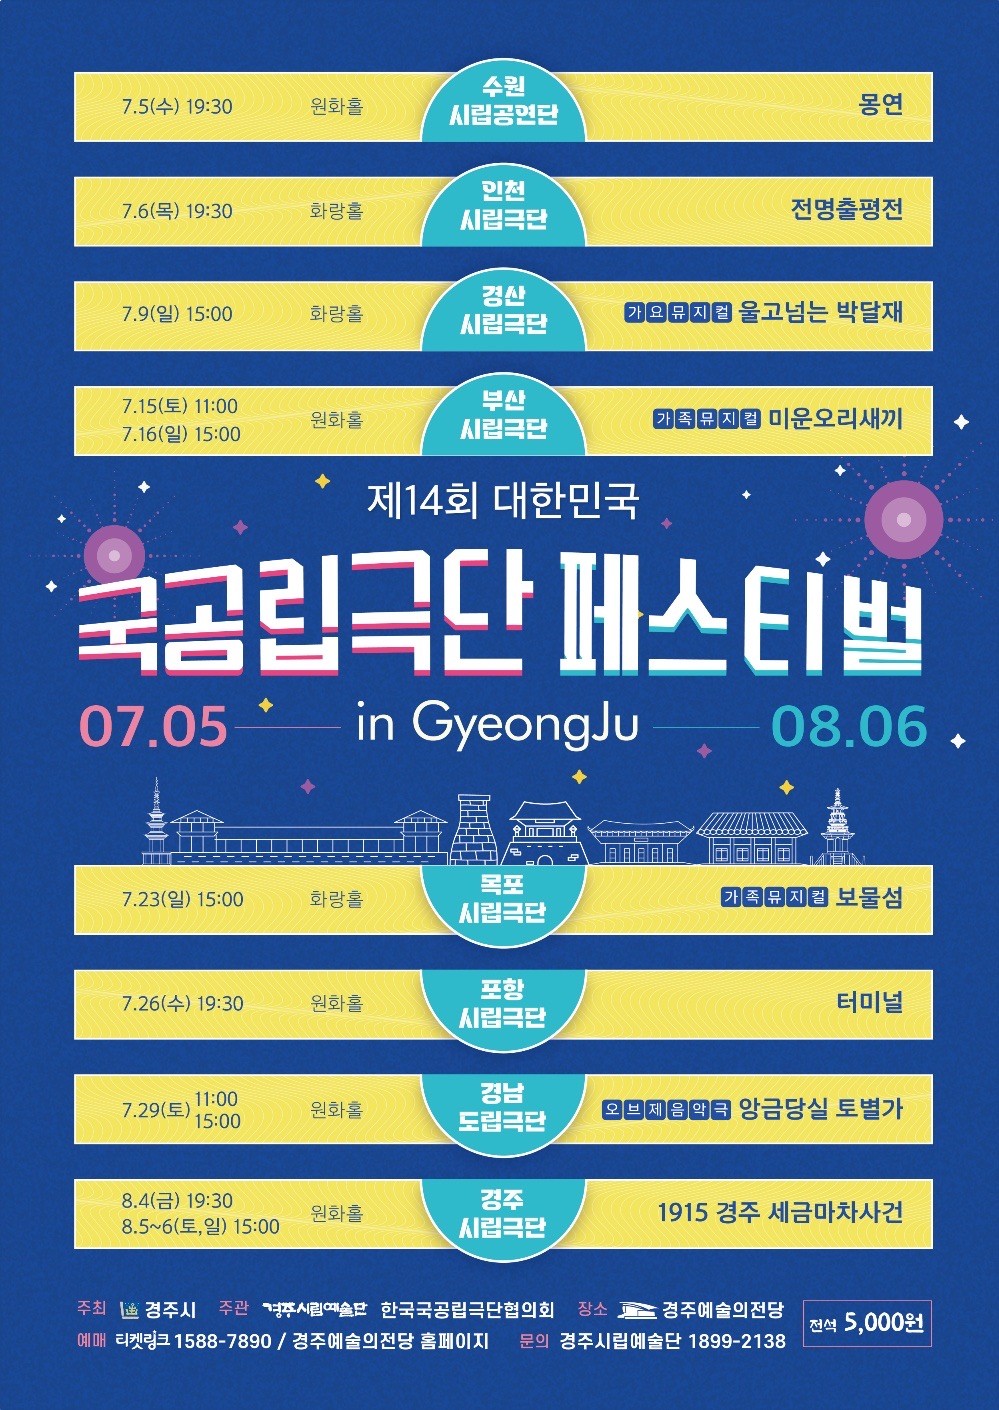 7.5(수) 19:30 원화홀 수원 시립공연단 몽연
7.6(목) 19:30 화랑홀 인천 시립극단 전명출평전
7.9(일) 15:00 화랑홀 경산 시립극단 가요뮤지컬 울고넘는 박달재
7.15(토) 11:00
7.16(일) 15:00
원화홀 부산 시립극단 가족뮤지컬 미운오리새끼
제14회 대한민국
국공립극단 페스티벌
07.05 in GyeongJu 08.06
7.23(일) 15:00 화랑홀 목포 시립극단 가족뮤지컬 보물섬
7.26(수) 19:30 원화홀 포항 시립극단 터미널
7.29(토) 11:00
15:00
원화홀 경남 도립극단 오브제음악극 앙금당실 토별가
8.4(금) 19:30
8.5~6(토,일) 15:00
원화홀 경주 시립극단 1915 경주 세금마차사건
주최 경주시 주관 경주시립예술단 한국국공립극단협의회 장소 경주예술의전당
예매 티켓링크 1588-7890 / 경주예술의전당 홈페이지 문의 경주시립예술단 1899-2138
전석 5,000원